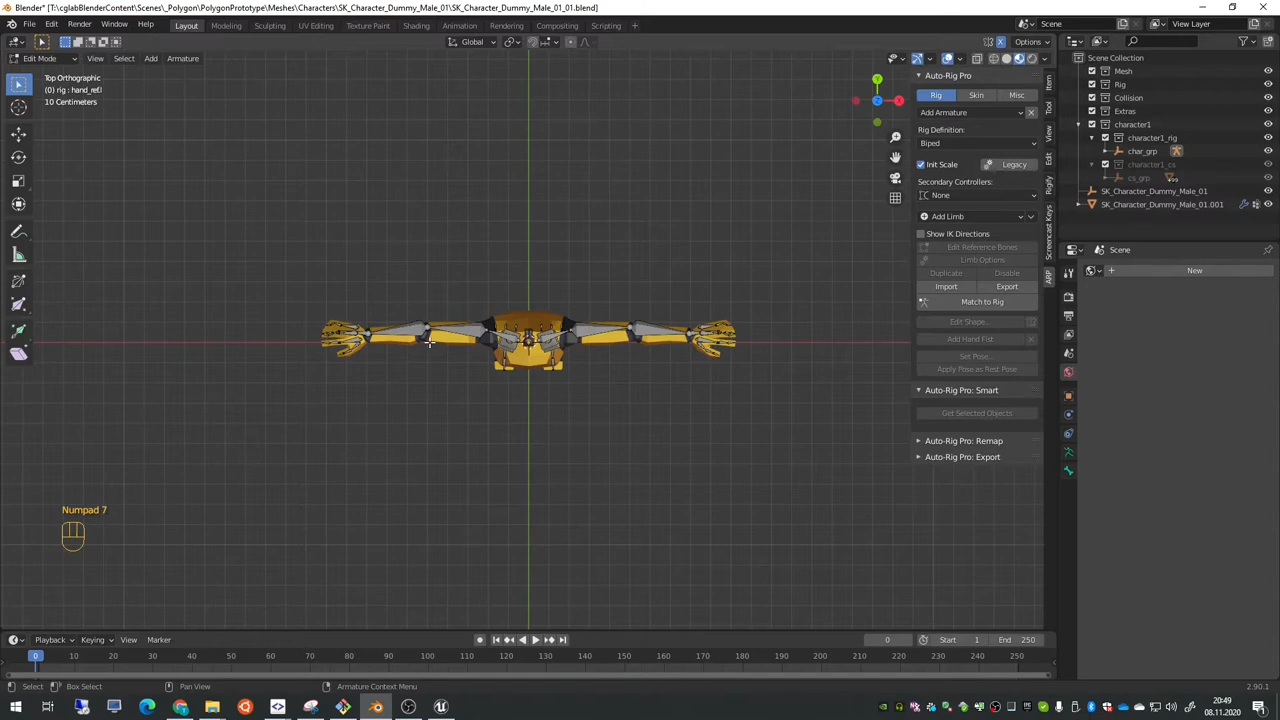 Blender* [T:\cglabBlenderContent\Scenes\_Polygon\PolygonPrototype\Meshes\Characters\SK_Character_Dummy_Male_01\SK_Character_Dummy_Male_01_01.blend]
File Edit Render Window Help Layout Modeling Sculpting UV Editing Texture Paint Shading Animation Rendering Compositing Scripting Scene View Layer
Global Options
Edit Mode View Select Add Armature
Top Orthographic
(0) rig : hand_ref.l
10 Centimeters
Y
Z
X
Numpad 7
Auto-Rig Pro
Rig Skin Misc
Add Armature
Rig Definition:
Biped
Init Scale Legacy
Secondary Controllers:
None
Add Limb
Show IK Directions
Edit Reference Bones
Limb Options
Duplicate Disable
Import Export
Match to Rig
Edit Shape...
Add Hand Fist
Set Pose...
Apply Pose as Rest Pose
Auto-Rig Pro: Smart
Get Selected Objects
Auto-Rig Pro: Remap
Auto-Rig Pro: Export
Item
Tool
View
Edit
Rigify
Screencast Keys
ARP
Scene Collection
Mesh
Rig
Collision
Extras
character1
character1_rig
char_grp
character1_cs
cs_grp
SK_Character_Dummy_Male_01
SK_Character_Dummy_Male_01.001
Scene
New
Playback Keying View Marker 0 Start 1 End 250
0 10 20 30 40 50 60 70 80 90 100 110 120 130 140 150 160 170 180 190 200 210 220 230 240 250
Select Box Select Pan View Armature Context Menu 2.90.1
20:49
08.11.2020